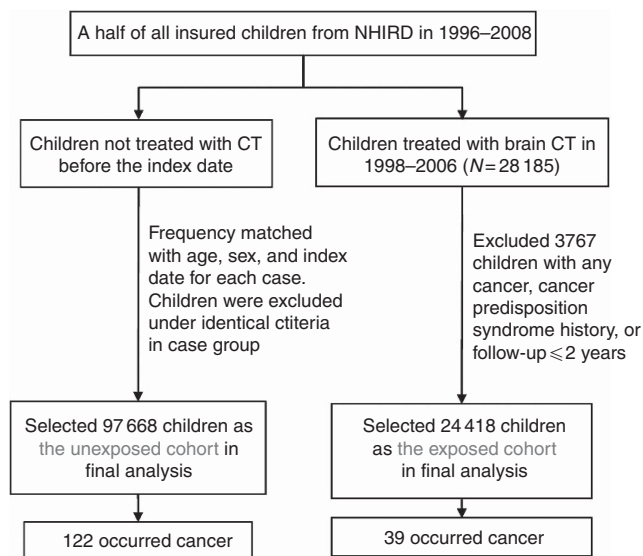 A half of all insured children from NHIRD in 1996–2008
Children not treated with CT
before the index date
Children treated with brain CT in
1998–2006 (N= 28 185)
Frequency matched
with age, sex, and index
date for each case.
Children were excluded
under identical ctiteria
in case group
Excluded 3767
children with any
cancer, cancer
predisposition
syndrome history, or
follow-up ⩽2 years
Selected 97 668 children as
the unexposed cohort in
final analysis
Selected 24 418 children
as the exposed cohort
in final analysis
122 occurred cancer
39 occurred cancer